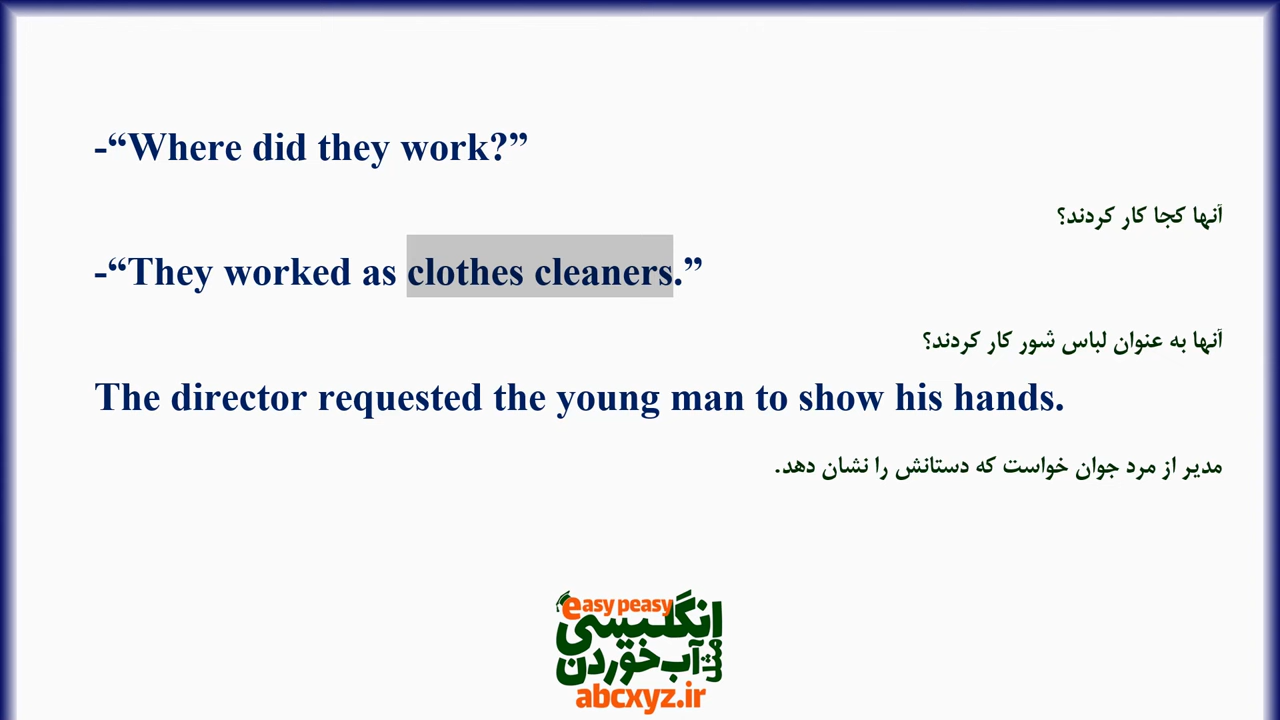 -“Where did they work?”
آنها کجا کار کردند؟
-“They worked as clothes cleaners.”
آنها به عنوان لباس شور کار کردند؟
The director requested the young man to show his hands.
مدیر از مرد جوان خواست که دستانش را نشان دهد.
easy peasy
انگلیسی
مثل آب خوردن
abcxyz.ir